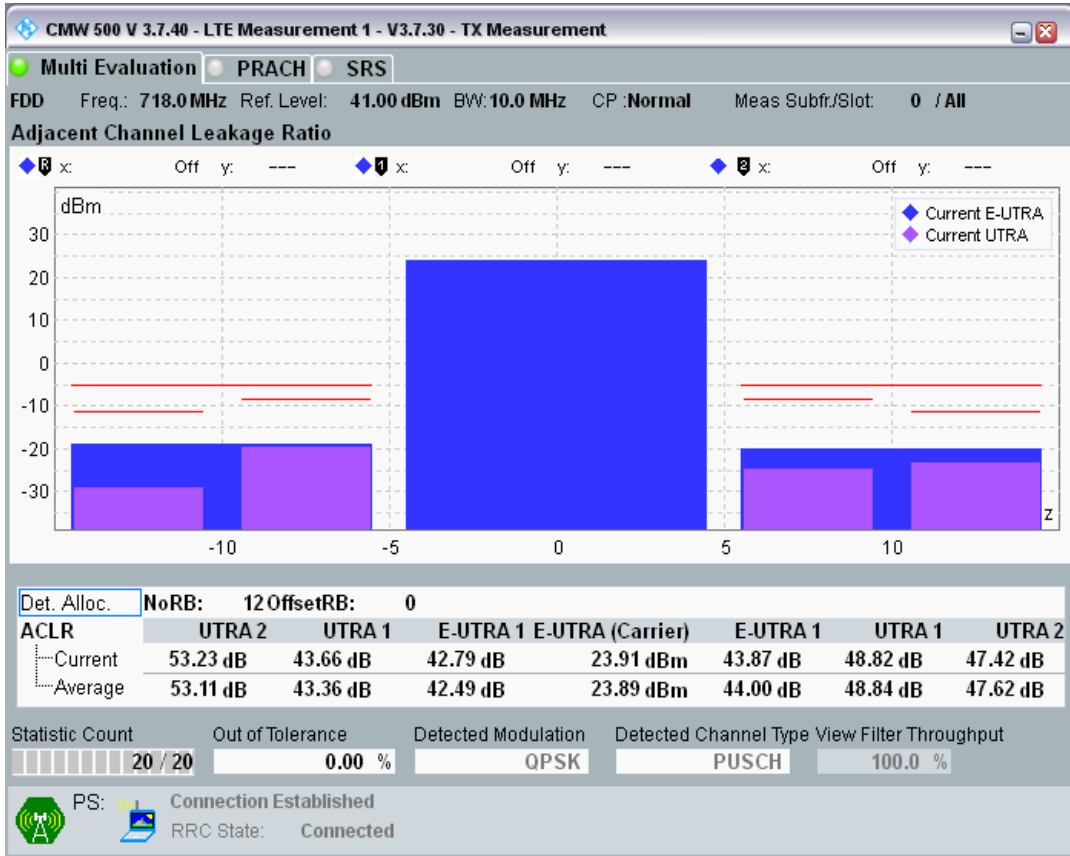 CMW 500 V 3.7.40 - LTE Measurement 1 - V3.7.30 - TX Measurement
Multi Evaluation PRACH SRS
FDD Freq.: 718.0 MHz Ref. Level: 41.00 dBm BW: 10.0 MHz CP :Normal Meas Subfr./Slot: 0 / All
Adjacent Channel Leakage Ratio
R x: Off y: --- 1 x: Off y: --- 2 x: Off y: ---
dBm
Current E-UTRA
Current UTRA
30
20
10
0
-10
-20
-30
z
-10 -5 0 5 10
Det. Alloc. NoRB: 12 OffsetRB: 0
ACLR UTRA 2 UTRA 1 E-UTRA 1 E-UTRA (Carrier) E-UTRA 1 UTRA 1 UTRA 2
Current 53.23 dB 43.66 dB 42.79 dB 23.91 dBm 43.87 dB 48.82 dB 47.42 dB
Average 53.11 dB 43.36 dB 42.49 dB 23.89 dBm 44.00 dB 48.84 dB 47.62 dB
Statistic Count Out of Tolerance Detected Modulation Detected Channel Type View Filter Throughput
20 / 20 0.00 % QPSK PUSCH 100.0 %
PS: Connection Established
RRC State: Connected